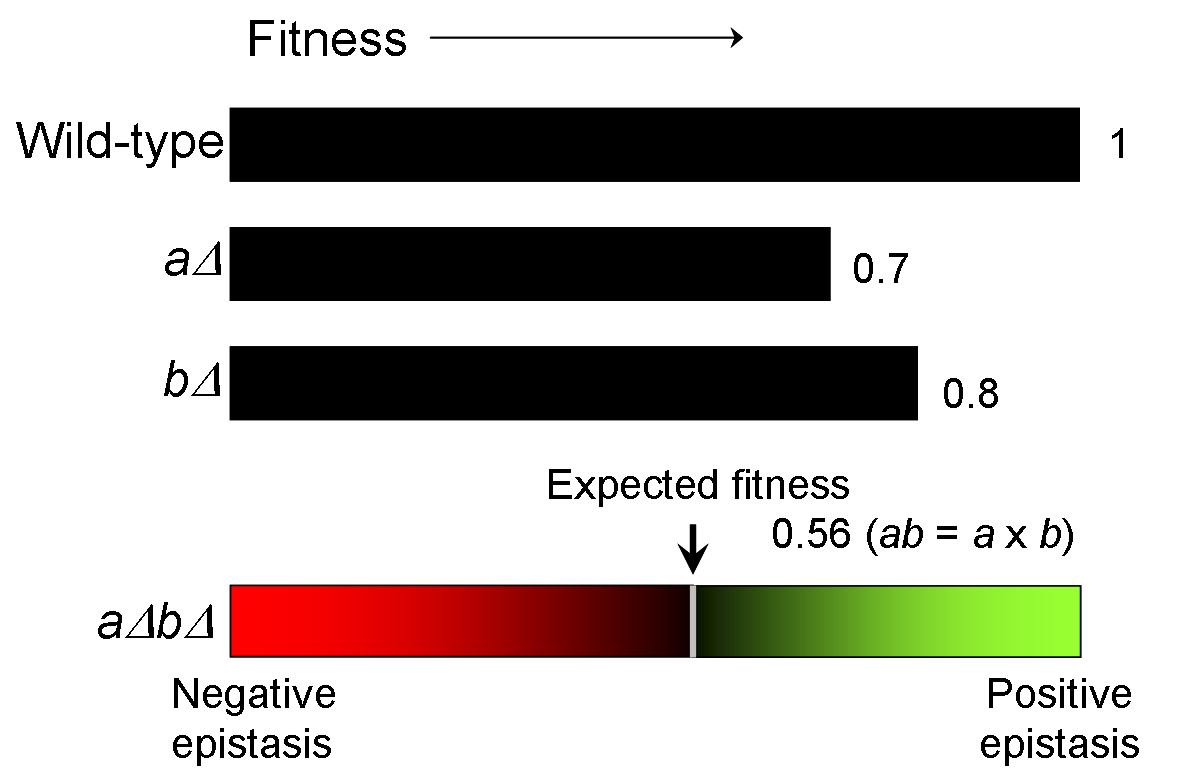 Fitness
Wild-type
1
aΔ
0.7
bΔ
0.8
Expected fitness
0.56 (ab = a x b)
aΔbΔ
Negative
epistasis
Positive
epistasis